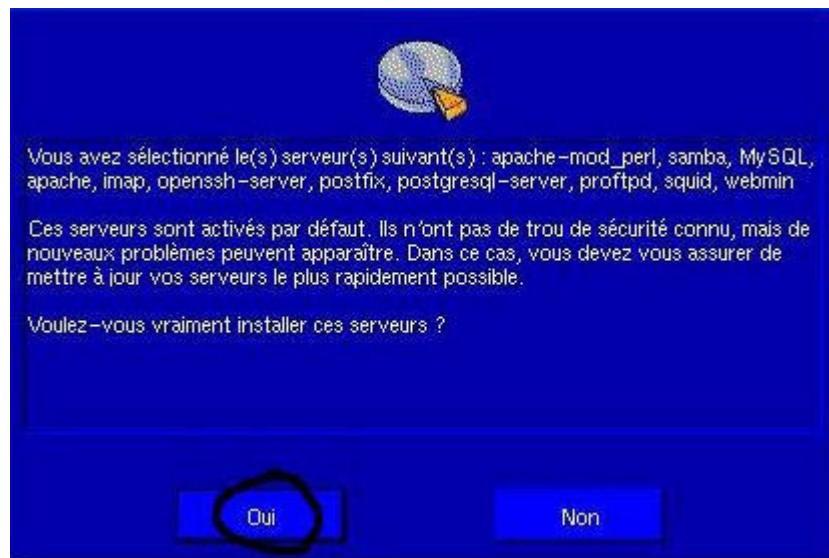 Vous avez sélectionné le(s) serveur(s) suivant(s) : apache-mod_perl, samba, MySQL,
apache, imap, openssh-server, postfix, postgresql-server, proftpd, squid, webmin
Ces serveurs sont activés par défaut. Ils n'ont pas de trou de sécurité connu, mais de
nouveaux problèmes peuvent apparaître. Dans ce cas, vous devez vous assurer de
mettre à jour vos serveurs le plus rapidement possible.
Voulez-vous vraiment installer ces serveurs ?
Oui
Non